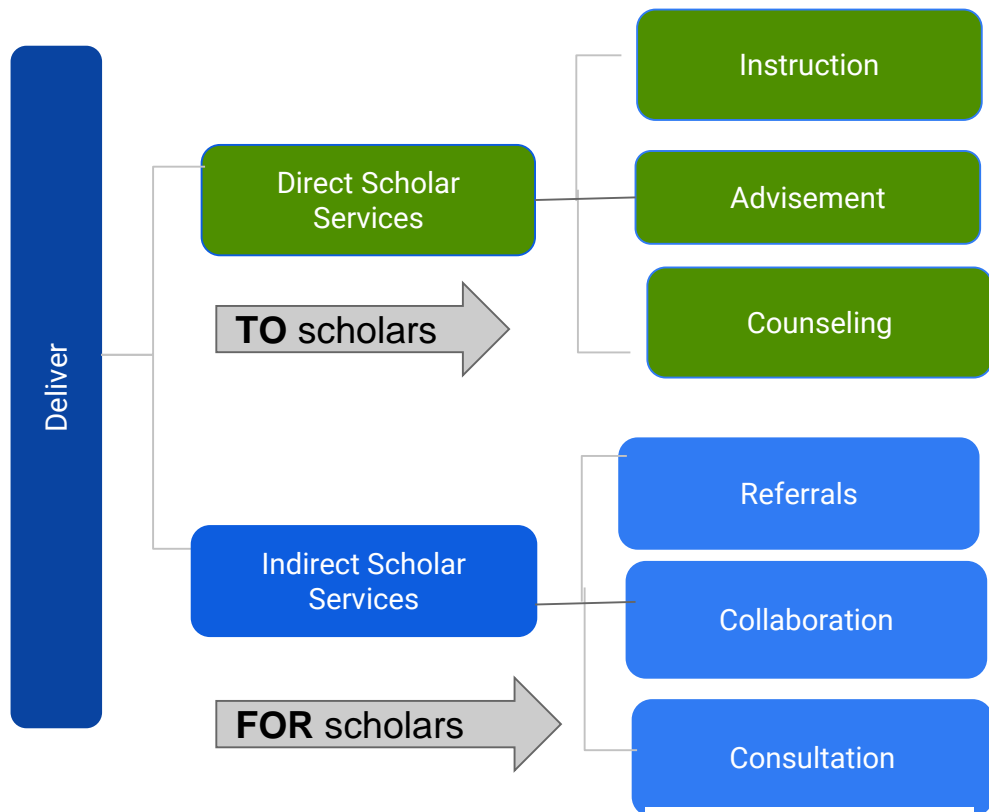 Deliver
Direct Scholar
Services
TO scholars
Instruction
Advisement
Counseling
Indirect Scholar
Services
FOR scholars
Referrals
Collaboration
Consultation